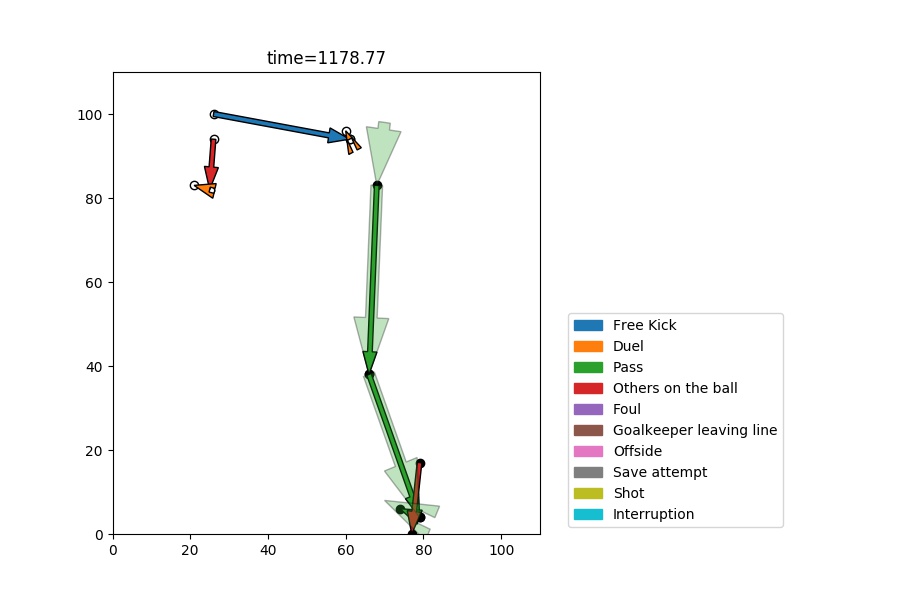 time=1178.77
100
80
60
40
20
0
0 20 40 60 80 100
Free Kick
Duel
Pass
Others on the ball
Foul
Goalkeeper leaving line
Offside
Save attempt
Shot
Interruption